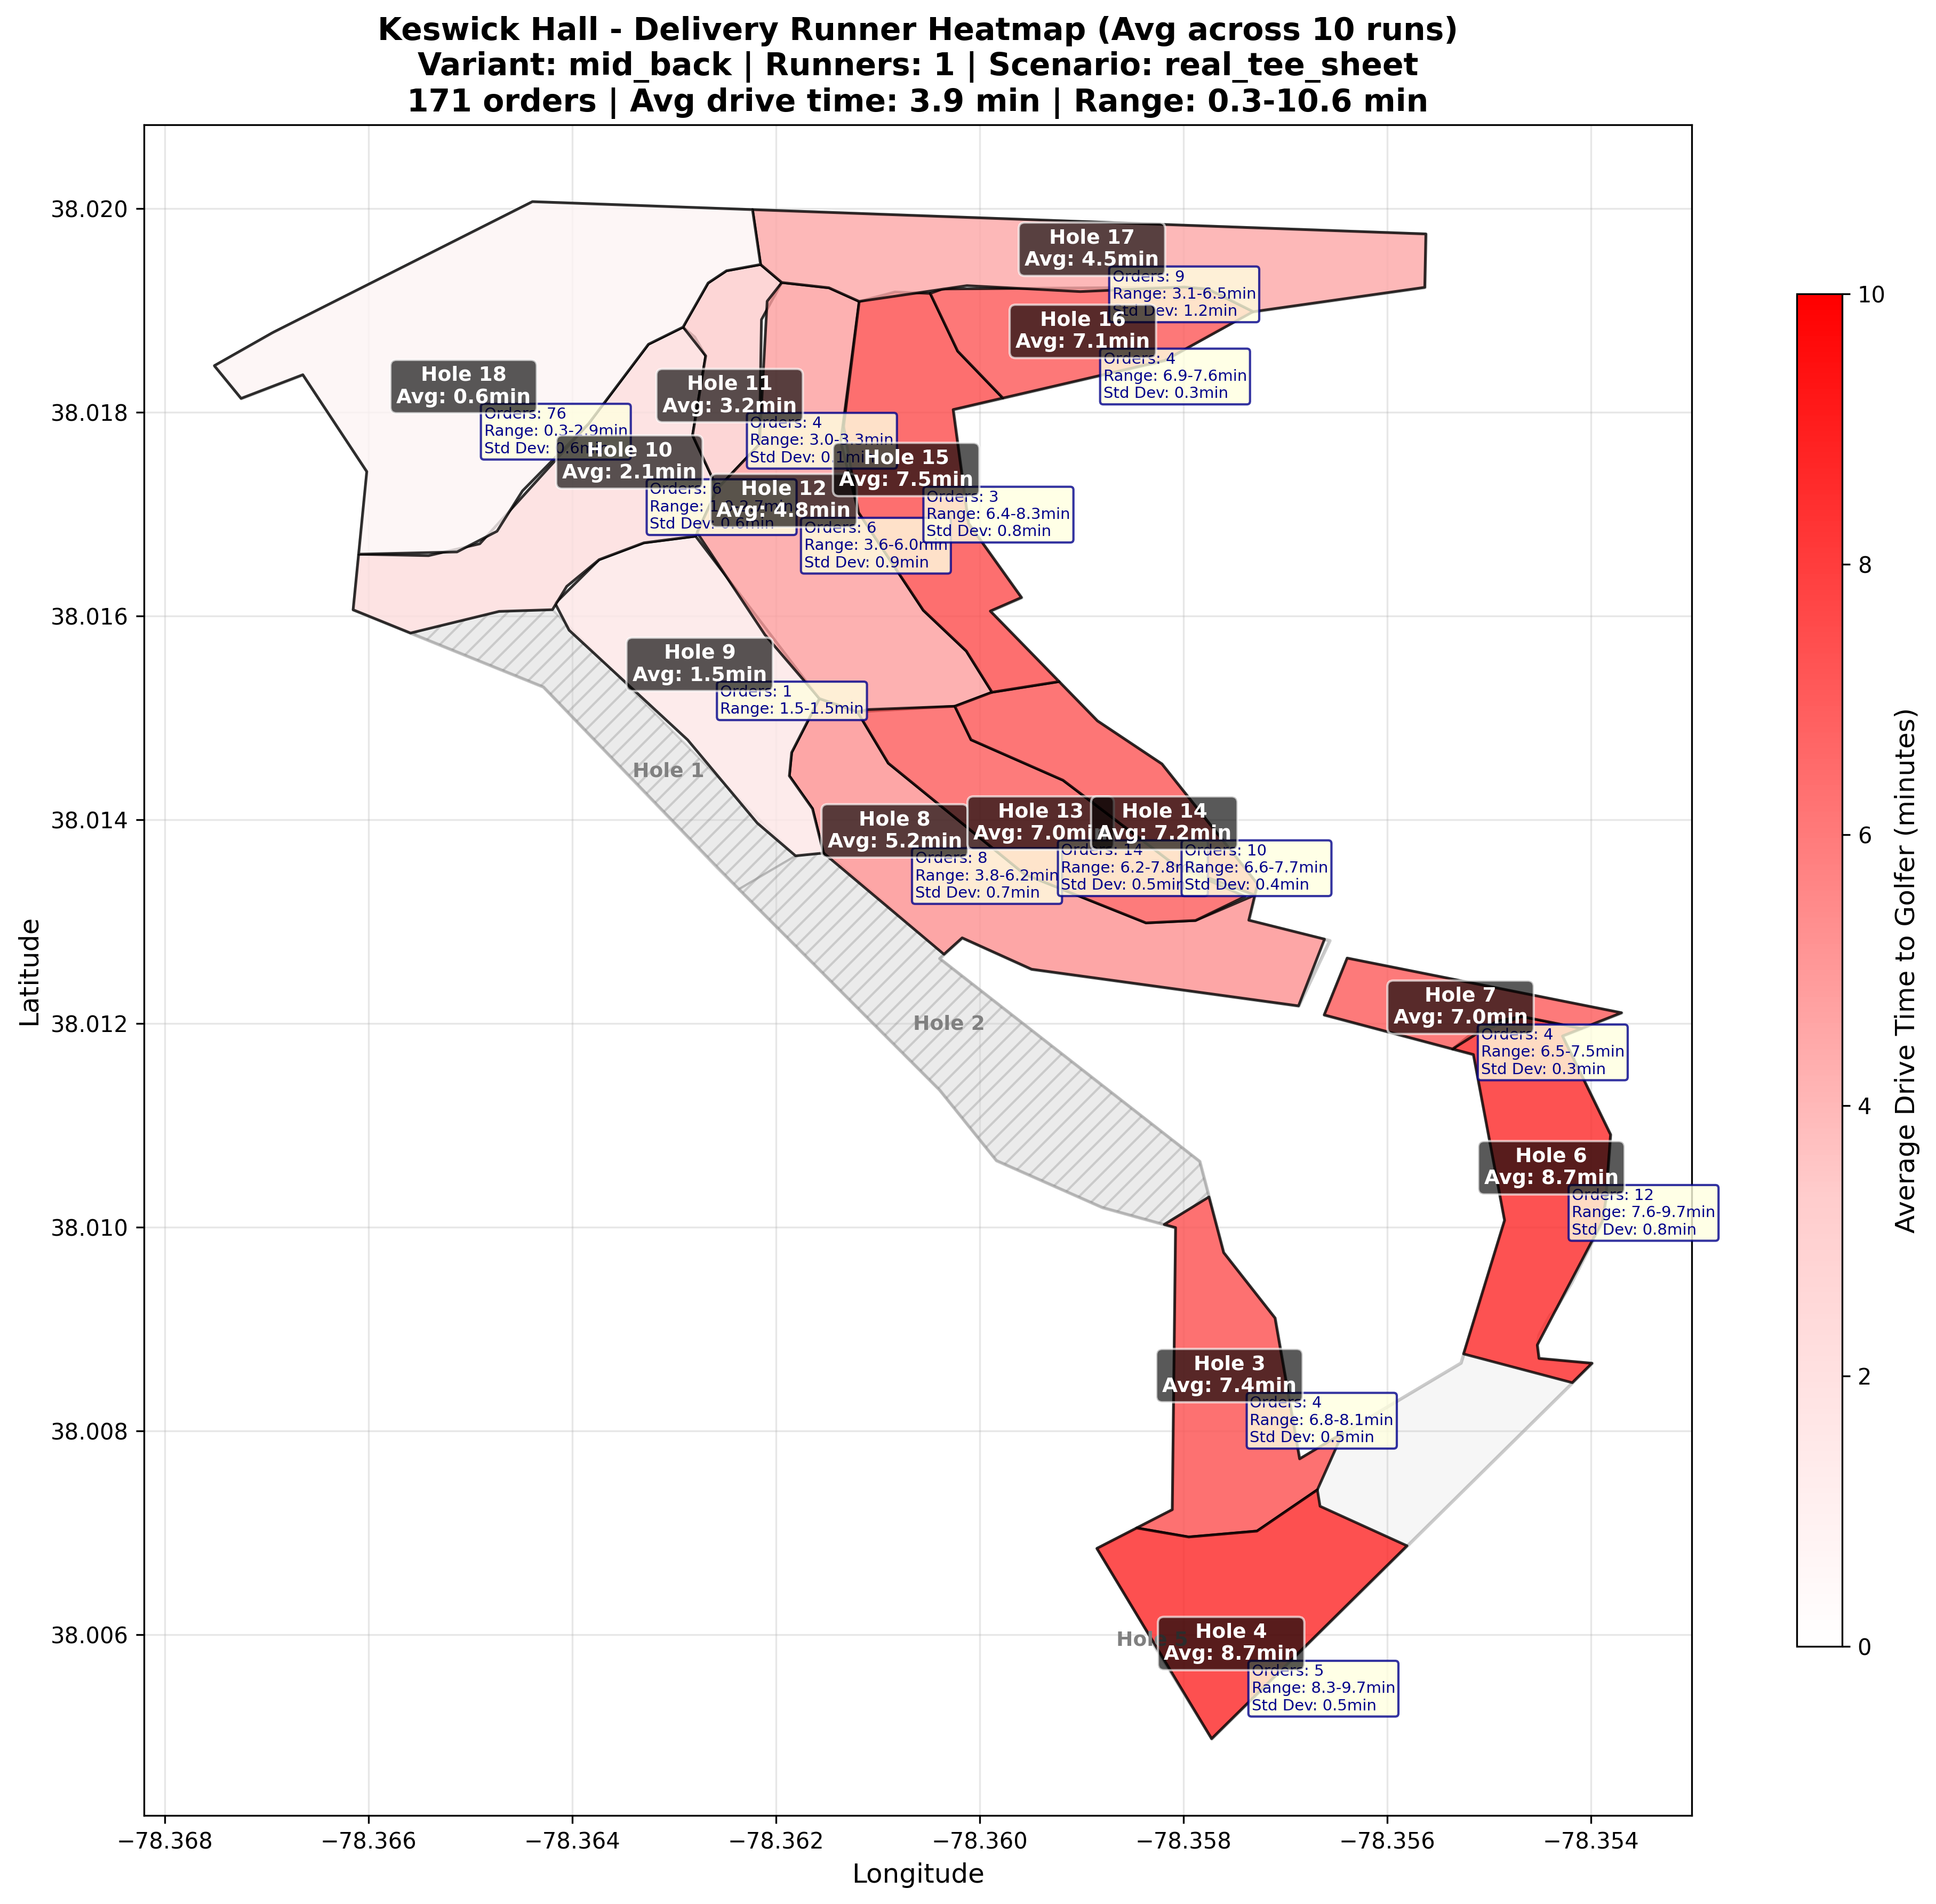 Keswick Hall - Delivery Runner Heatmap (Avg across 10 runs)
Variant: mid_back | Runners: 1 | Scenario: real_tee_sheet
171 orders | Avg drive time: 3.9 min | Range: 0.3-10.6 min
Latitude
38.020
38.018
38.016
38.014
38.012
38.010
38.008
38.006
Hole 17
Avg: 4.5min
Orders: 9
Range: 3.1-6.5min
Std Dev: 1.2min
Hole 16
Avg: 7.1min
Orders: 4
Range: 6.9-7.6min
Std Dev: 0.3min
Hole 18
Avg: 0.6min
Orders: 76
Range: 0.3-2.9min
Std Dev: 0.6min
Hole 11
Avg: 3.2min
Orders: 4
Range: 3.0-3.3min
Std Dev: 0.1min
Hole 10
Avg: 2.1min
Orders: 6
Range:
Std Dev: 0.6min
Hole 15
Avg: 7.5min
Orders: 3
Range: 6.4-8.3min
Std Dev: 0.8min
Hole 12
Avg: 4.8min
Orders: 6
Range: 3.6-6.0min
Std Dev: 0.9min
Hole 9
Avg: 1.5min
Orders: 1
Range: 1.5-1.5min
Hole 1
Hole 8
Avg: 5.2min
Orders: 8
Range: 3.8-6.2min
Std Dev: 0.7min
Hole 13
Avg: 7.0min
Orders: 14
Range: 6.2-7.8min
Std Dev: 0.5min
Hole 14
Avg: 7.2min
Orders: 10
Range: 6.6-7.7min
Std Dev: 0.4min
Hole 2
Hole 7
Avg: 7.0min
Orders: 4
Range: 6.5-7.5min
Std Dev: 0.3min
Hole 6
Avg: 8.7min
Orders: 12
Range: 7.6-9.7min
Std Dev: 0.8min
Hole 3
Avg: 7.4min
Orders: 4
Range: 6.8-8.1min
Std Dev: 0.5min
Hole 5
Hole 4
Avg: 8.7min
Orders: 5
Range: 8.3-9.7min
Std Dev: 0.5min
−78.368
−78.366
−78.364
−78.362
−78.360
−78.358
−78.356
−78.354
Longitude
10
8
6
4
2
0
Average Drive Time to Golfer (minutes)